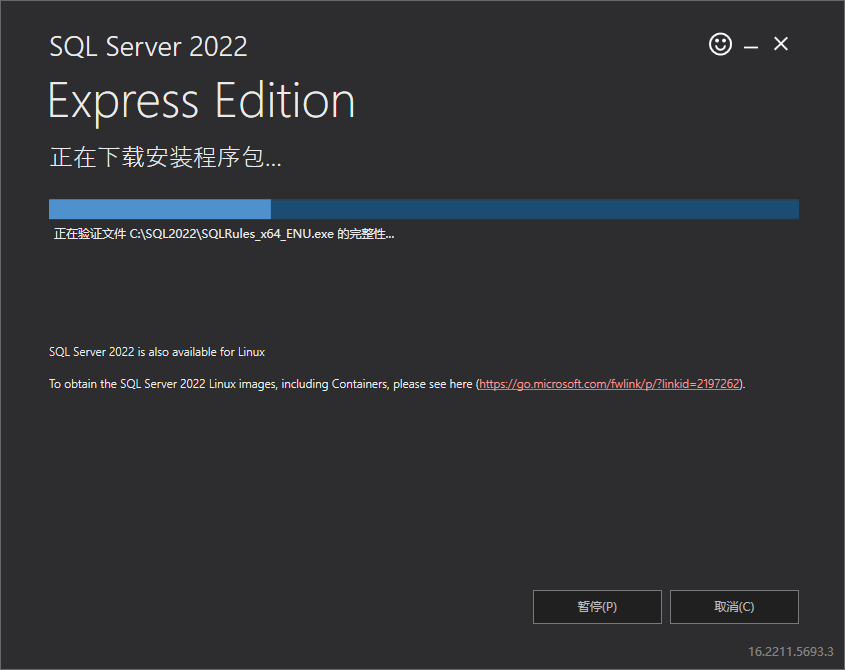 SQL Server 2022
Express Edition
正在下载安装程序包...
正在验证文件 C:\SQL2022\SQLRules_x64_ENU.exe 的完整性...
SQL Server 2022 is also available for Linux
To obtain the SQL Server 2022 Linux images, including Containers, please see here (https://go.microsoft.com/fwlink/p/?linkid=2197262).
暂停(P)
取消(C)
16.2211.5693.3